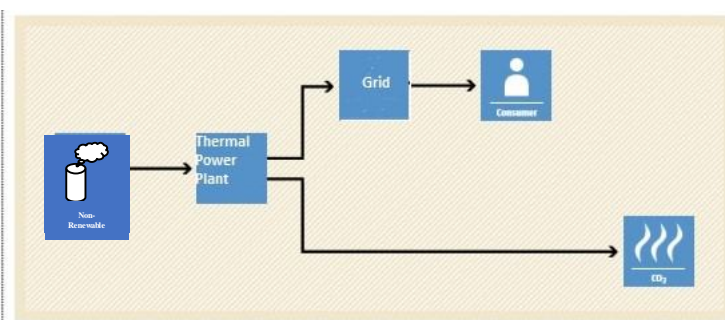 Grid
Consumer
Thermal
Power
Plant
Non-
Renewable
CO₂